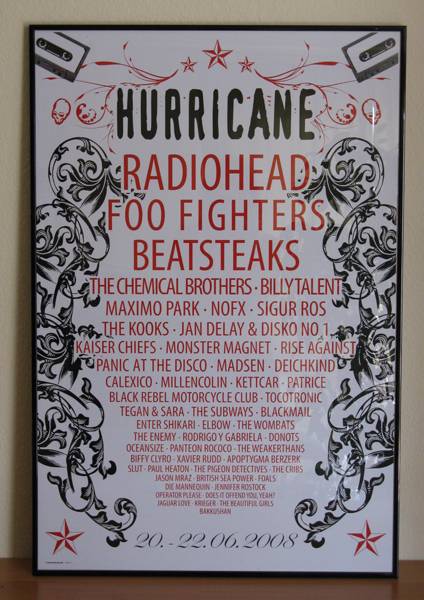 HURRICANE
RADIOHEAD
FOO FIGHTERS
BEATSTEAKS
THE CHEMICAL BROTHERS · BILLY TALENT
MAXIMO PARK · NOFX · SIGUR ROS
THE KOOKS · JAN DELAY & DISKO NO.1
KAISER CHIEFS · MONSTER MAGNET · RISE AGAINST
PANIC AT THE DISCO · MADSEN · DEICHKIND
CALEXICO · MILLENCOLIN · KETTCAR · PATRICE
BLACK REBEL MOTORCYCLE CLUB · TOCOTRONIC
TEGAN & SARA · THE SUBWAYS · BLACKMAIL
ENTER SHIKARI · ELBOW · THE WOMBATS
THE ENEMY · RODRIGO Y GABRIELA · DONOTS
OCEANSIZE · PANTEON ROCOCO · THE WEAKERTHANS
BIFFY CLYRO · XAVIER RUDD · APOPTYGMA BERZERK
SLUT · PAUL HEATON · THE PIGEON DETECTIVES · THE CRIBS
JASON MRAZ · BRITISH SEA POWER · FOALS
DIE MANNEQUIN · JENNIFER ROSTOCK
OPERATOR PLEASE · DOES IT OFFEND YOU, YEAH?
JAGUAR LOVE · KRIEGER · THE BEAUTIFUL GIRLS
BAKKUSHAN
20.-22.06.2008